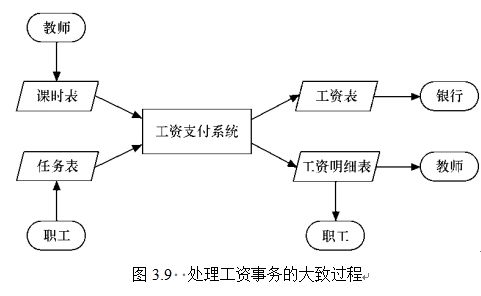 教师
课时表
工资表
银行
工资支付系统
任务表
工资明细表
教师
职工
职工
图 3.9··处理工资事务的大致过程↵